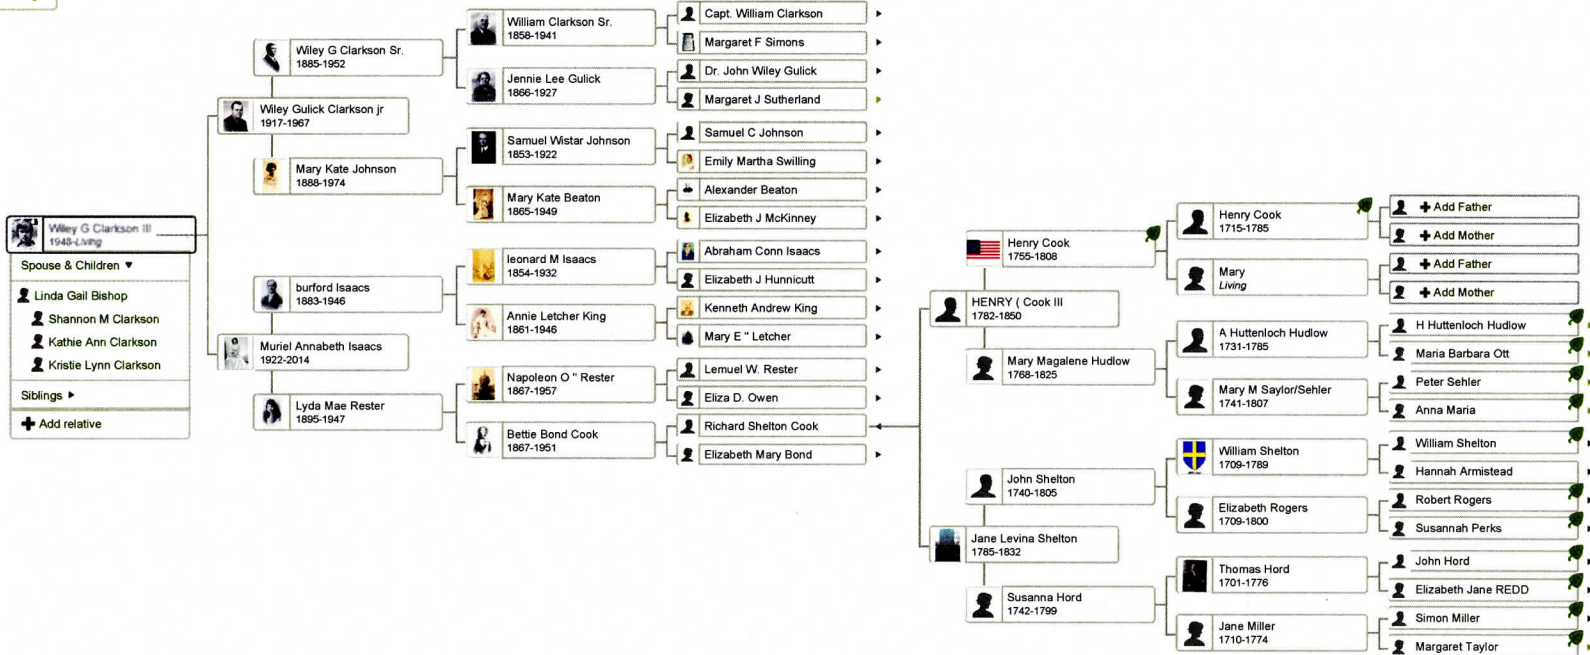 Wiley G Clarkson III
1948-Living
Spouse & Children ▼
Linda Gail Bishop
Shannon M Clarkson
Kathie Ann Clarkson
Kristie Lynn Clarkson
Siblings ▶
+ Add relative
Wiley Gulick Clarkson jr
1917-1967
Muriel Annabeth Isaacs
1922-2014
Wiley G Clarkson Sr.
1885-1952
Mary Kate Johnson
1888-1974
burford Isaacs
1883-1946
Lyda Mae Rester
1895-1947
William Clarkson Sr.
1858-1941
Jennie Lee Gulick
1866-1927
Samuel Wistar Johnson
1853-1922
Mary Kate Beaton
1865-1949
leonard M Isaacs
1854-1932
Annie Letcher King
1861-1946
Napoleon O " Rester
1867-1957
Bettie Bond Cook
1867-1951
Capt. William Clarkson
Margaret F Simons
Dr. John Wiley Gulick
Margaret J Sutherland
Samuel C Johnson
Emily Martha Swilling
Alexander Beaton
Elizabeth J McKinney
Abraham Conn Isaacs
Elizabeth J Hunnicutt
Kenneth Andrew King
Mary E " Letcher
Lemuel W. Rester
Eliza D. Owen
Richard Shelton Cook
Elizabeth Mary Bond
HENRY ( Cook III
1782-1850
Jane Levina Shelton
1785-1832
Henry Cook
1755-1808
Mary Magalene Hudlow
1768-1825
John Shelton
1740-1805
Susanna Hord
1742-1799
Henry Cook
1715-1785
Mary
Living
A Huttenloch Hudlow
1731-1785
Mary M Saylor/Sehler
1741-1807
William Shelton
1709-1789
Elizabeth Rogers
1709-1800
Thomas Hord
1701-1776
Jane Miller
1710-1774
+ Add Father
+ Add Mother
+ Add Father
+ Add Mother
H Huttenloch Hudlow
Maria Barbara Ott
Peter Sehler
Anna Maria
William Shelton
Hannah Armistead
Robert Rogers
Susannah Perks
John Hord
Elizabeth Jane REDD
Simon Miller
Margaret Taylor